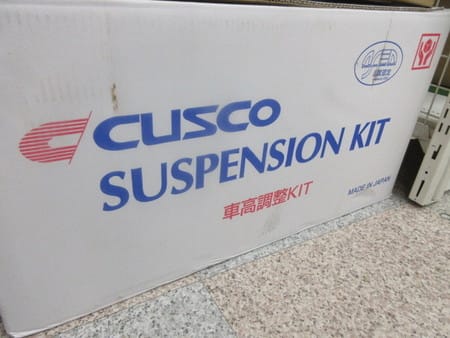 CUSCO
SUSPENSION KIT
車高調整KIT
MADE IN JAPAN